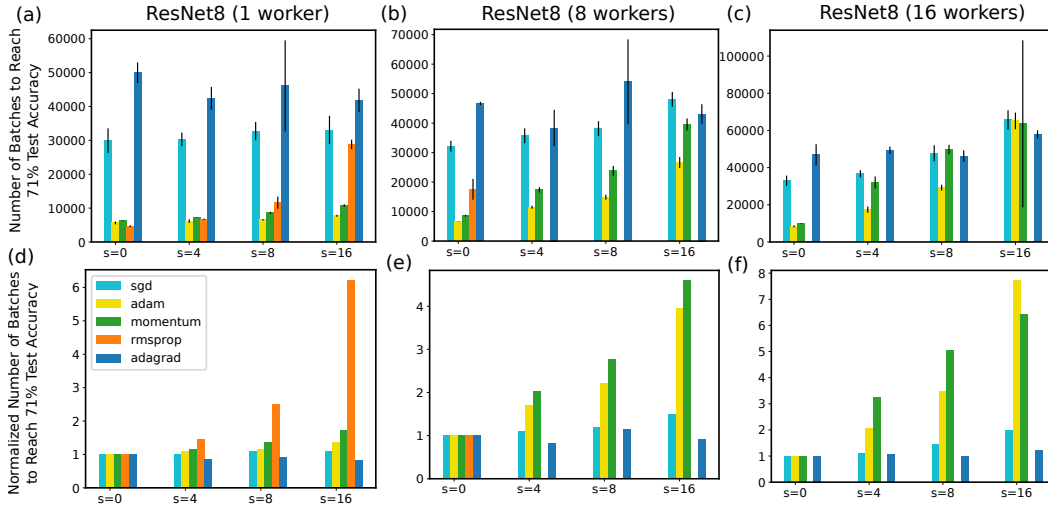 (a)
ResNet8 (1 worker)
(b)
ResNet8 (8 workers)
(c)
ResNet8 (16 workers)
Number of Batches to Reach
71% Test Accuracy
60000
50000
40000
30000
20000
10000
0
s=0
s=4
s=8
s=16
70000
60000
50000
40000
30000
20000
10000
0
s=0
s=4
s=8
s=16
100000
80000
60000
40000
20000
0
s=0
s=4
s=8
s=16
(d)
(e)
(f)
Normalized Number of Batches
to Reach 71% Test Accuracy
6
5
4
3
2
1
0
sgd
adam
momentum
rmsprop
adagrad
s=0
s=4
s=8
s=16
4
3
2
1
0
s=0
s=4
s=8
s=16
8
7
6
5
4
3
2
1
0
s=0
s=4
s=8
s=16